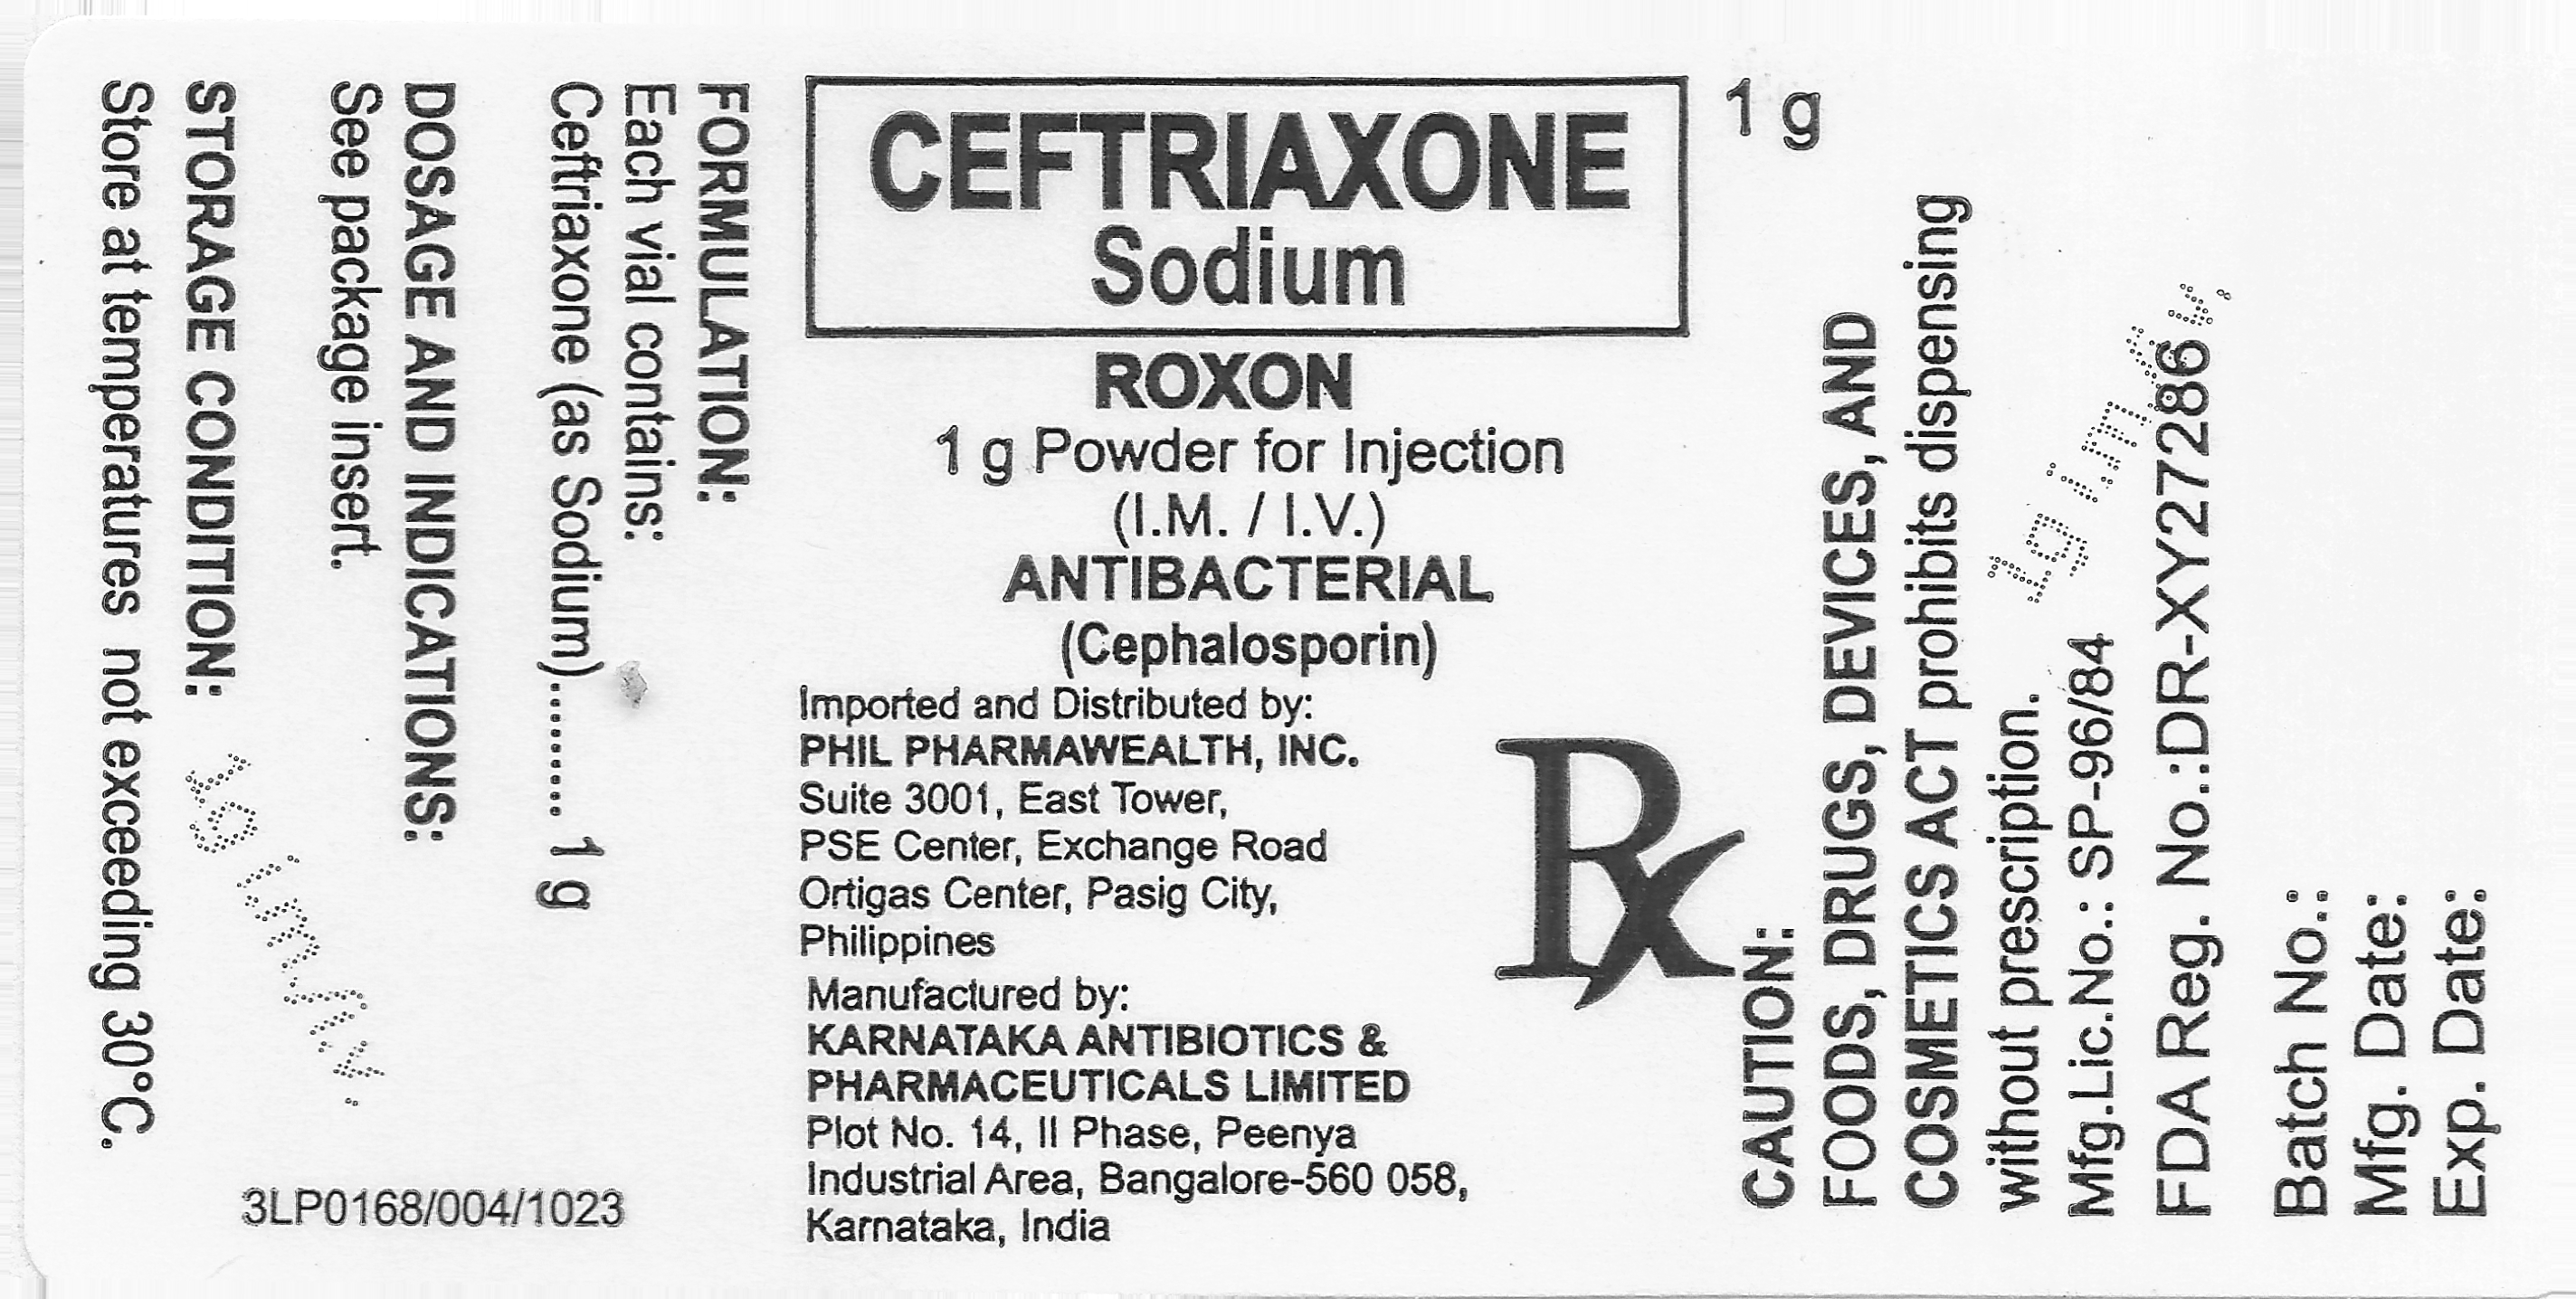 FORMULATION:
Each vial contains:
Ceftriaxone (as Sodium)......... 1 g
DOSAGE AND INDICATIONS:
See package insert.
STORAGE CONDITION:
Store at temperatures not exceeding 30°C.
3LP0168/004/1023
CEFTRIAXONE
Sodium
1 g
ROXON
1 g Powder for Injection
(I.M. / I.V.)
ANTIBACTERIAL
(Cephalosporin)
Imported and Distributed by:
PHIL PHARMAWEALTH, INC.
Suite 3001, East Tower,
PSE Center, Exchange Road
Ortigas Center, Pasig City,
Philippines
Manufactured by:
KARNATAKA ANTIBIOTICS &
PHARMACEUTICALS LIMITED
Plot No. 14, II Phase, Peenya
Industrial Area, Bangalore-560 058,
Karnataka, India
Rx
CAUTION:
FOODS, DRUGS, DEVICES, AND
COSMETICS ACT prohibits dispensing
without prescription.
Mfg.Lic.No.: SP-96/84
FDA Reg. No.:DR-XY27286
Batch No.:
Mfg. Date:
Exp. Date: